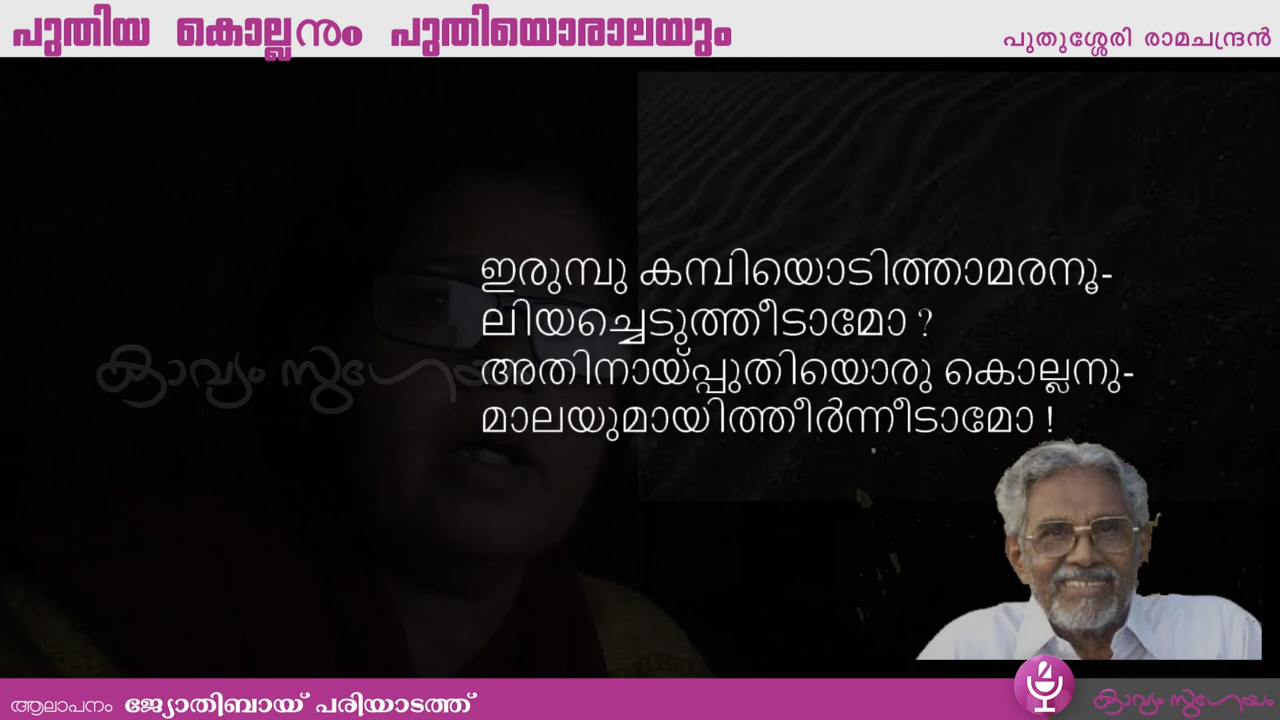 പുതിയ കൊല്ലനും പുതിയൊരാലയും
പുതുശ്ശേരി രാമചന്ദ്രൻ
ഇരുമ്പു കമ്പിയൊടിത്താമരനൂ-
ലിയച്ചെടുത്തീടാമോ ?
അതിനായ്പ്പുതിയൊരു കൊല്ലനു-
മാലയുമായിത്തീർന്നീടാമോ !
കാവ്യം സുഗേയം
ആലാപനം ജ്യോതിബായ് പരിയാടത്ത്
കാവ്യം സുഗേയം